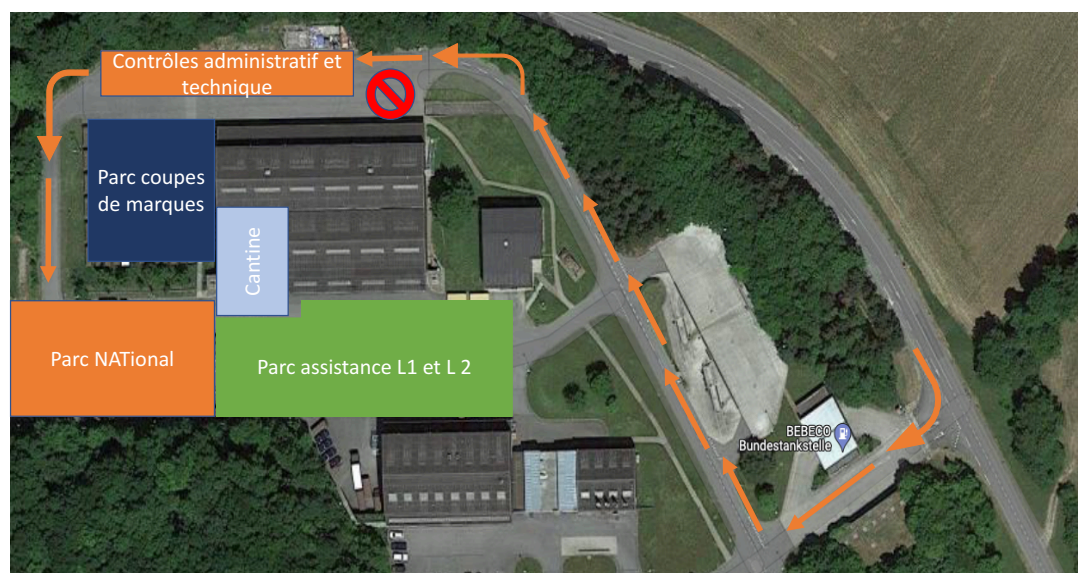 Contrôles administratif et
technique
Parc coupes
de marques
Cantine
Parc NATional
Parc assistance L1 et L 2
BEBECO
Bundestankstelle